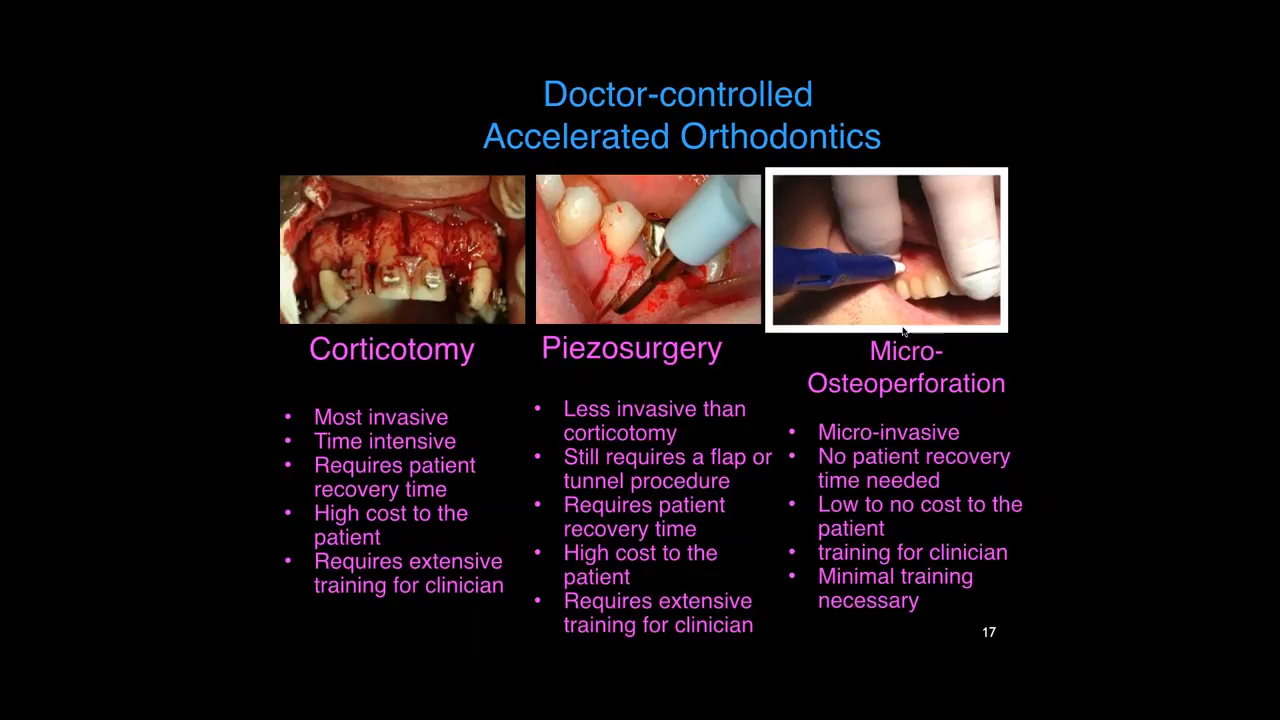 Doctor-controlled
Accelerated Orthodontics
Corticotomy
• Most invasive
• Time intensive
• Requires patient
recovery time
• High cost to the
patient
• Requires extensive
training for clinician
Piezosurgery
• Less invasive than
corticotomy
• Still requires a flap or
tunnel procedure
• Requires patient
recovery time
• High cost to the
patient
• Requires extensive
training for clinician
Micro-
Osteoperforation
• Micro-invasive
• No patient recovery
time needed
• Low to no cost to the
patient
• training for clinician
• Minimal training
necessary
17